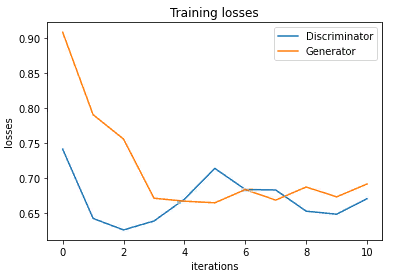 Training losses
Discriminator
Generator
losses
0.90
0.85
0.80
0.75
0.70
0.65
0 2 4 6 8 10
iterations